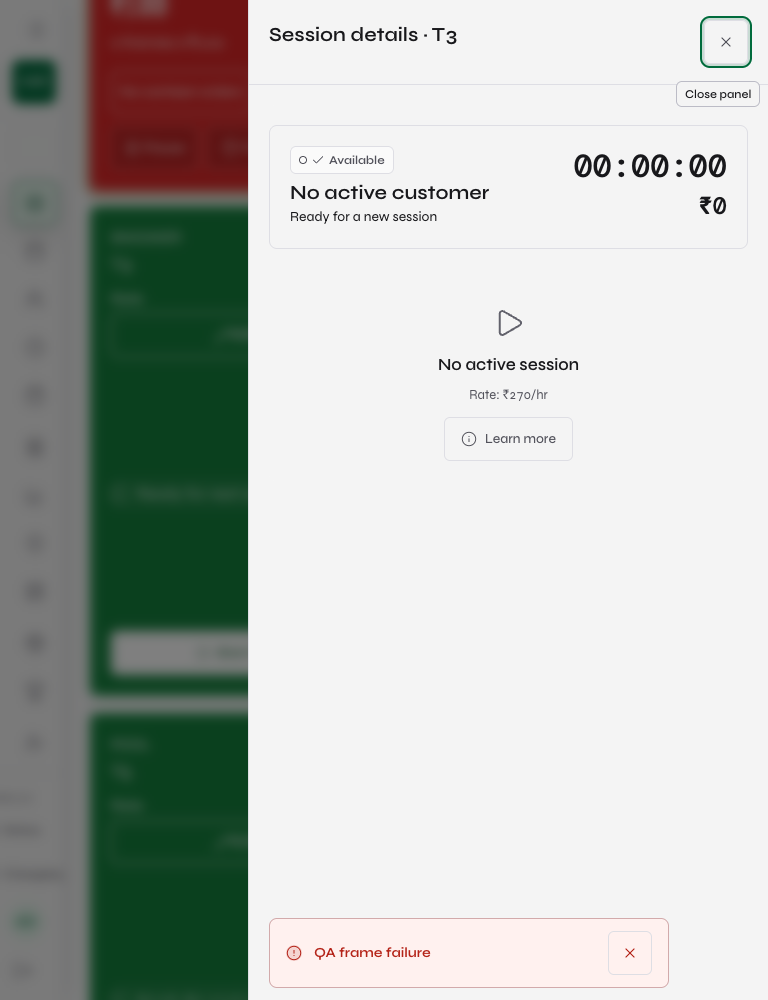 Session details · T3
Close panel
Available
No active customer
Ready for a new session
00:00:00
₹0
No active session
Rate: ₹270/hr
Learn more
QA frame failure